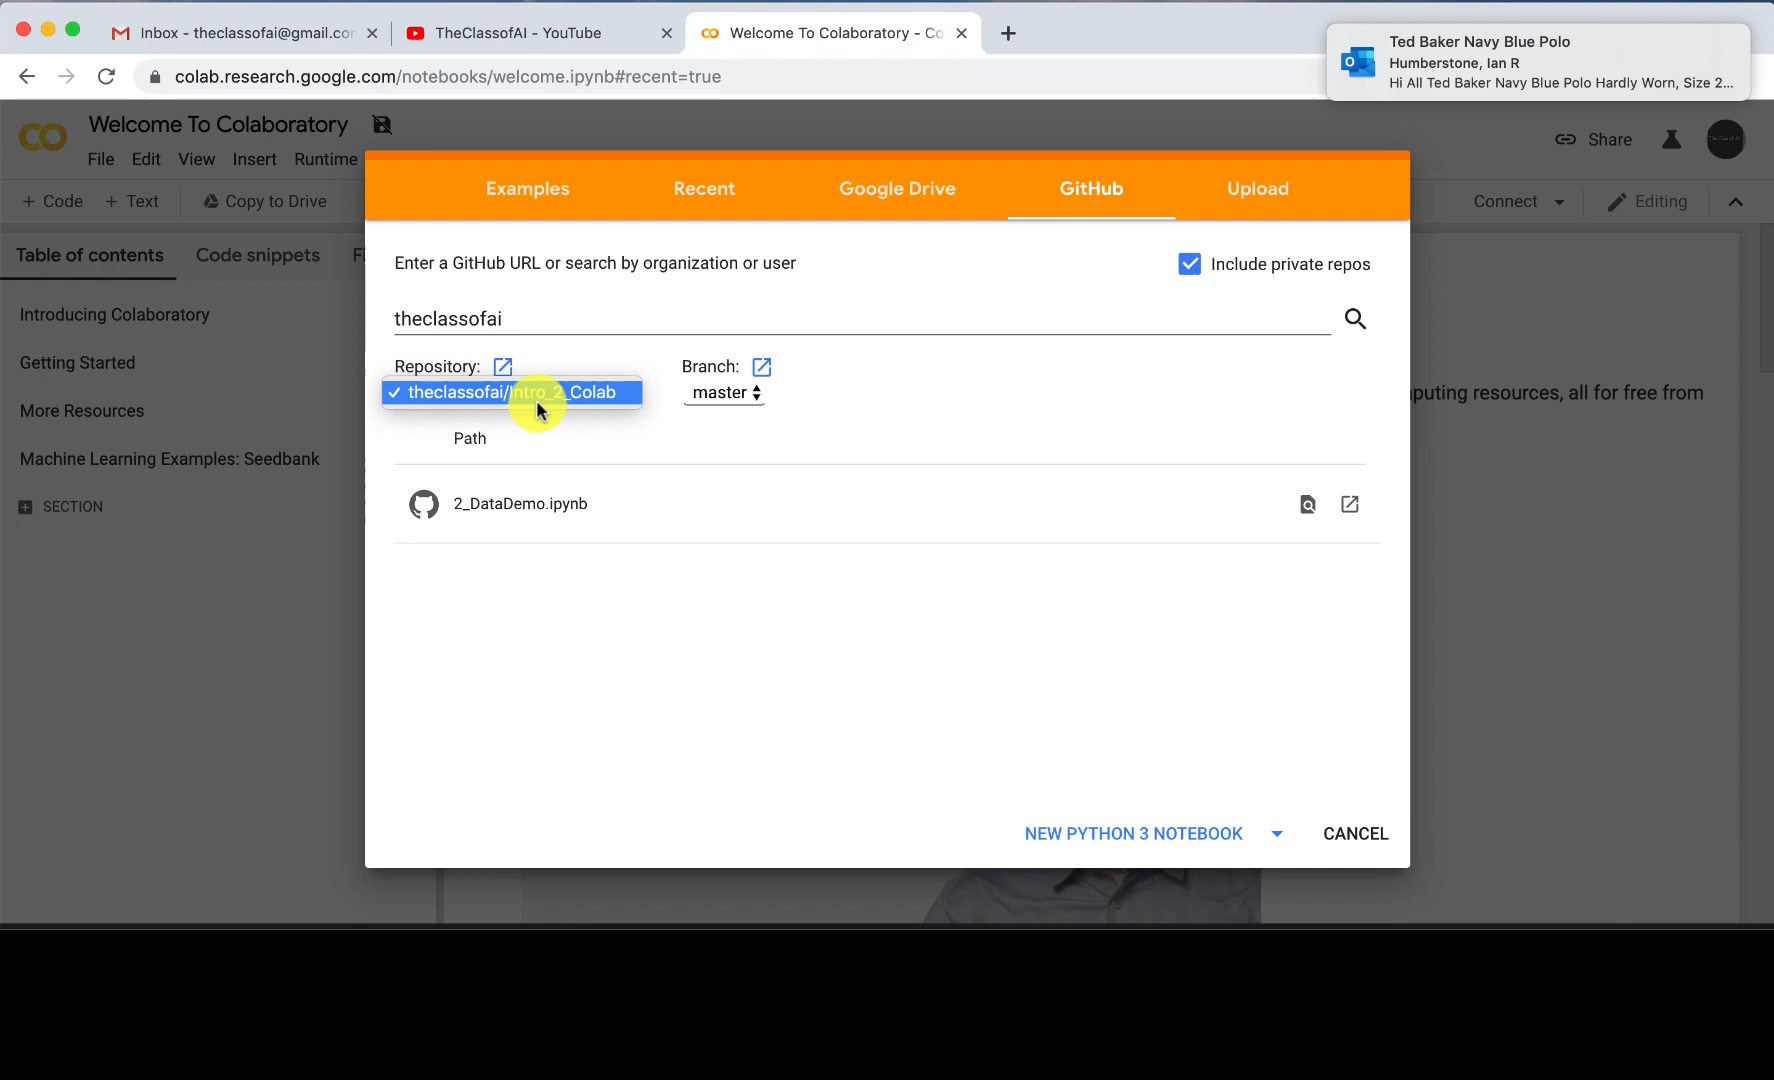 Inbox - theclassofai@gmail.co
TheClassofAI - YouTube
Welcome To Colaboratory - Co
colab.research.google.com/notebooks/welcome.ipynb#recent=true
Ted Baker Navy Blue Polo
Humberstone, Ian R
Hi All Ted Baker Navy Blue Polo Hardly Worn, Size 2...
Welcome To Colaboratory
File Edit View Insert Runtime
Share
+ Code + Text Copy to Drive
Connect Editing
Examples Recent Google Drive GitHub Upload
Table of contents Code snippets
Introducing Colaboratory
Getting Started
More Resources
Machine Learning Examples: Seedbank
SECTION
Enter a GitHub URL or search by organization or user
Include private repos
theclassofai
Repository: Branch:
✓ theclassofai/Intro_2_Colab master
Path
2_DataDemo.ipynb
puting resources, all for free from
NEW PYTHON 3 NOTEBOOK CANCEL